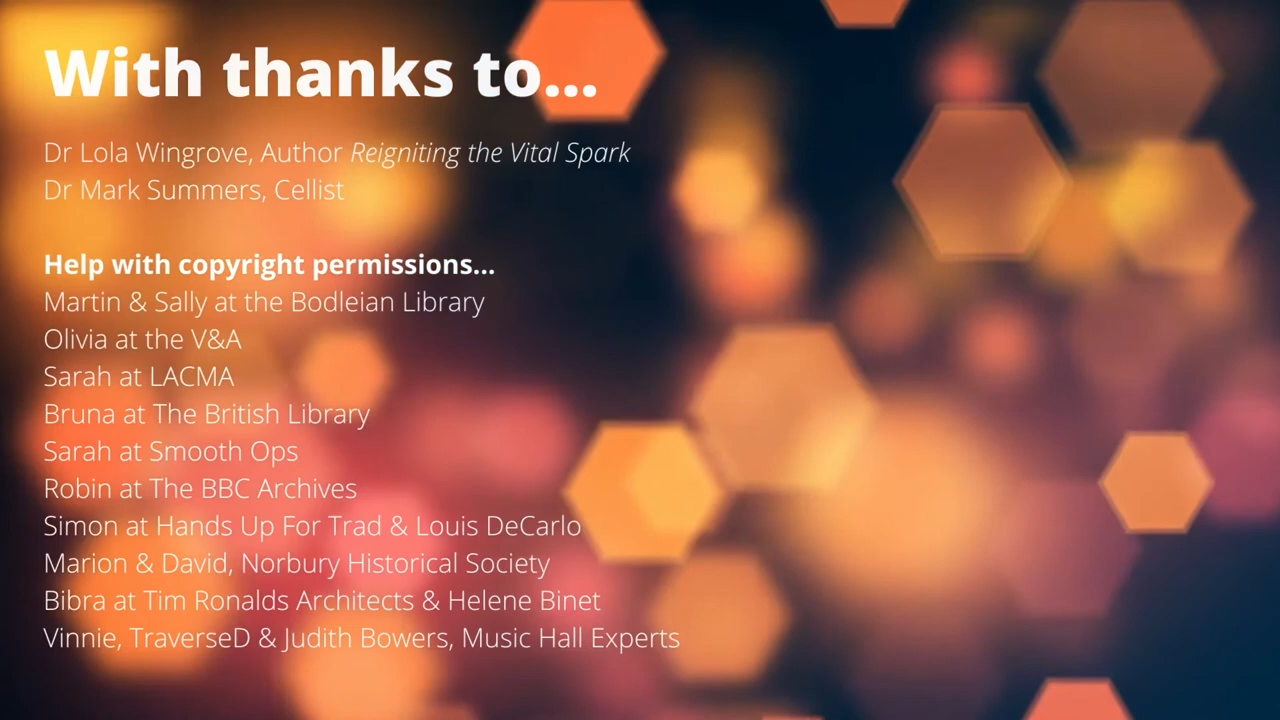 With thanks to...
Dr Lola Wingrove, Author Reigniting the Vital Spark
Dr Mark Summers, Cellist
Help with copyright permissions...
Martin & Sally at the Bodleian Library
Olivia at the V&A
Sarah at LACMA
Bruna at The British Library
Sarah at Smooth Ops
Robin at The BBC Archives
Simon at Hands Up For Trad & Louis DeCarlo
Marion & David, Norbury Historical Society
Bibra at Tim Ronalds Architects & Helene Binet
Vinnie, TraverseD & Judith Bowers, Music Hall Experts